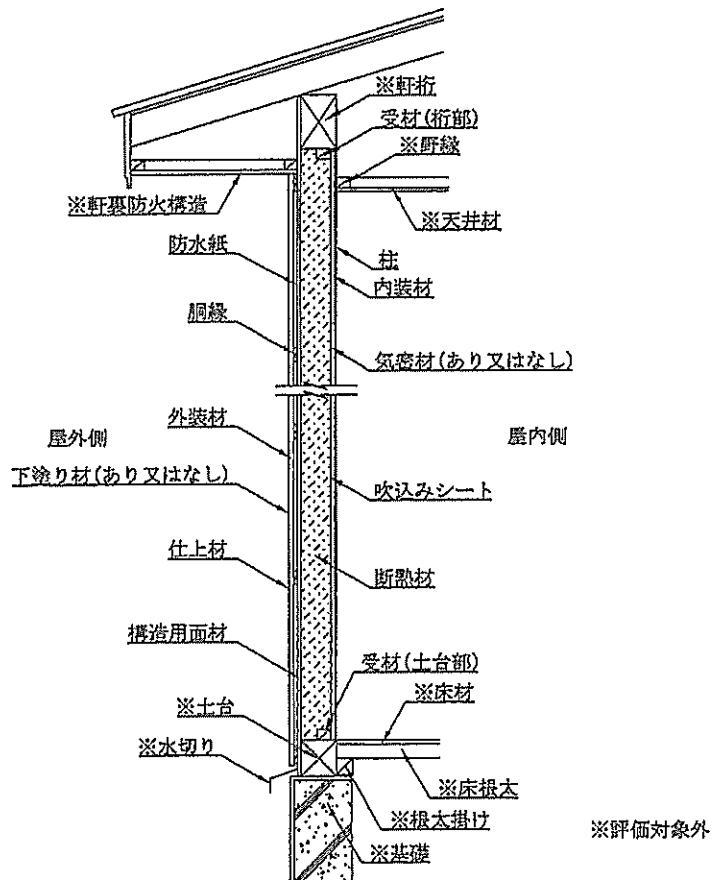 ※軒桁
受材(桁部)
※野縁
※軒裏防火構造
※天井材
防水紙
柱
内装材
胴縁
気密材(あり又はなし)
外装材
屋外側
屋内側
下塗り材(あり又はなし)
吹込みシート
仕上材
断熱材
構造用面材
受材(土台部)
※床材
※土台
※水切り
※床根太
※根太掛け
※評価対象外
※基礎